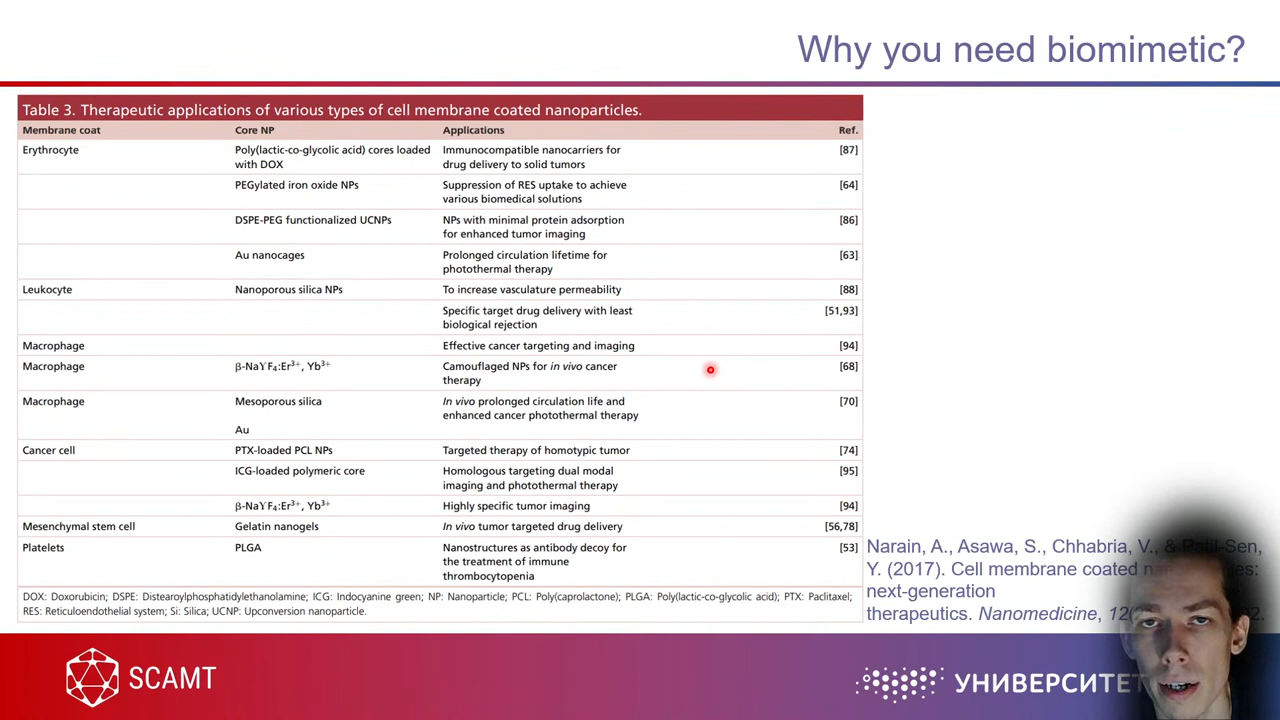 Why you need biomimetic?
Table 3. Therapeutic applications of various types of cell membrane coated nanoparticles.
Membrane coat Core NP Applications Ref.
Erythrocyte Poly(lactic-co-glycolic acid) cores loaded Immunocompatible nanocarriers for [87]
with DOX drug delivery to solid tumors
PEGylated iron oxide NPs Suppression of RES uptake to achieve [64]
various biomedical solutions
DSPE-PEG functionalized UCNPs NPs with minimal protein adsorption [86]
for enhanced tumor imaging
Au nanocages Prolonged circulation lifetime for [63]
photothermal therapy
Leukocyte Nanoporous silica NPs To increase vasculature permeability [88]
Specific target drug delivery with least [51,93]
biological rejection
Macrophage Effective cancer targeting and imaging [94]
Macrophage β-NaYF₄:Er³⁺, Yb³⁺ Camouflaged NPs for in vivo cancer [68]
therapy
Macrophage Mesoporous silica In vivo prolonged circulation life and [70]
enhanced cancer photothermal therapy
Au
Cancer cell PTX-loaded PCL NPs Targeted therapy of homotypic tumor [74]
ICG-loaded polymeric core Homologous targeting dual modal [95]
imaging and photothermal therapy
β-NaYF₄:Er³⁺, Yb³⁺ Highly specific tumor imaging [94]
Mesenchymal stem cell Gelatin nanogels In vivo tumor targeted drug delivery [56,78]
Platelets PLGA Nanostructures as antibody decoy for [53]
the treatment of immune
thrombocytopenia
DOX: Doxorubicin; DSPE: Distearoylphosphatidylethanolamine; ICG: Indocyanine green; NP: Nanoparticle; PCL: Poly(caprolactone); PLGA: Poly(lactic-co-glycolic acid); PTX: Paclitaxel;
RES: Reticuloendothelial system; Si: Silica; UCNP: Upconversion nanoparticle.
Narain, A., Asawa, S., Chhabria, V., & Patil-Sen,
Y. (2017). Cell membrane coated
next-generation
therapeutics. Nanomedicine, 12
SCAMT
УНИВЕРСИТЕТ